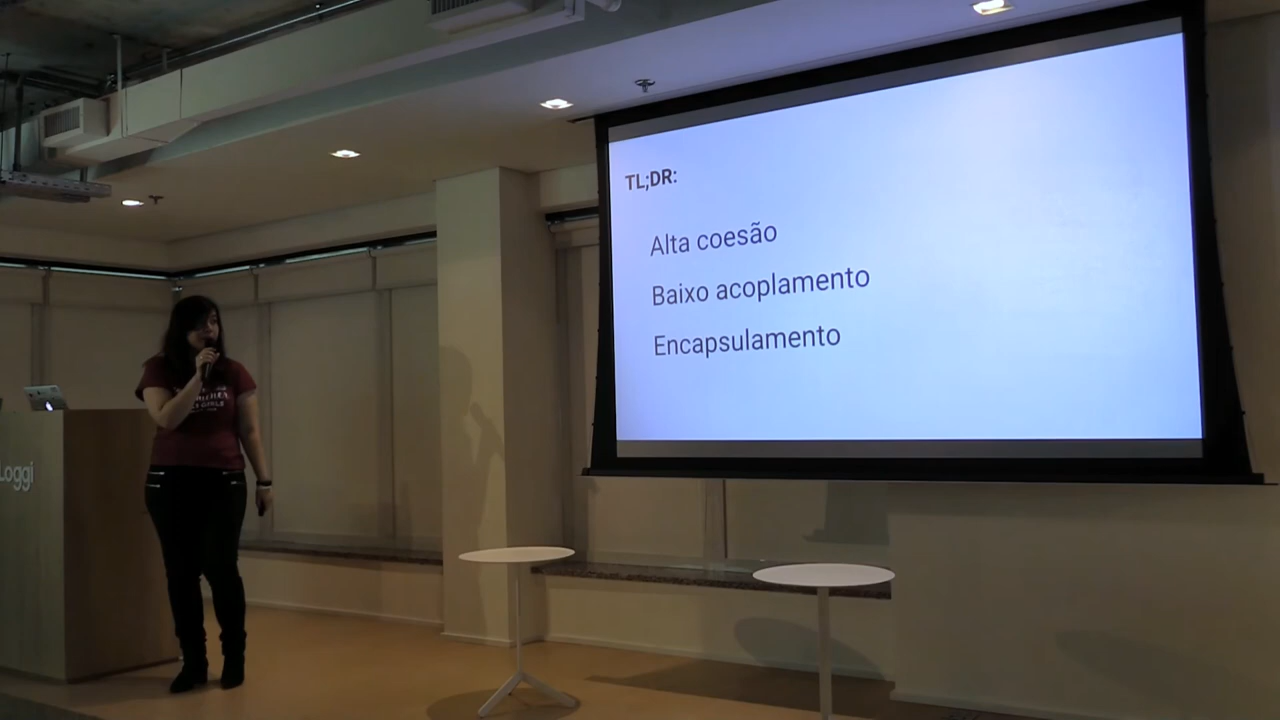 TL;DR:
Alta coesão
Baixo acoplamento
Encapsulamento
Loggi